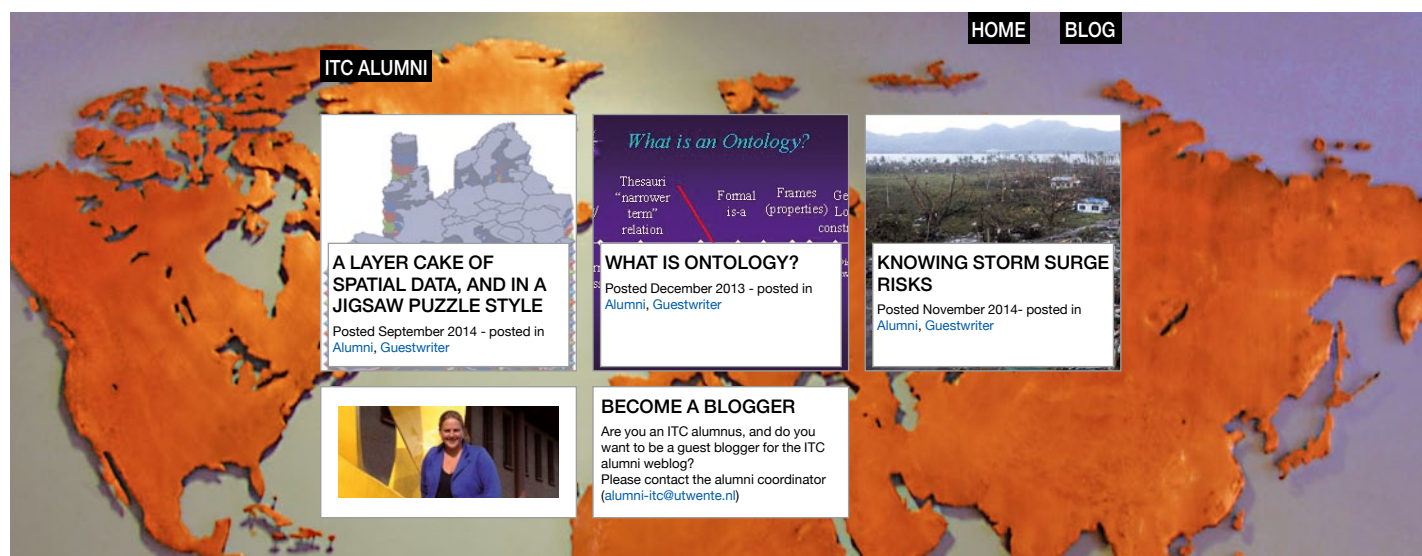 HOME BLOG
ITC ALUMNI
What is an Ontology?
Thesauri
"narrower
term"
relation
Formal
is-a
Frames
(properties)
A LAYER CAKE OF
SPATIAL DATA, AND IN A
JIGSAW PUZZLE STYLE
Posted September 2014 - posted in
Alumni, Guestwriter
WHAT IS ONTOLOGY?
Posted December 2013 - posted in
Alumni, Guestwriter
KNOWING STORM SURGE
RISKS
Posted November 2014- posted in
Alumni, Guestwriter
BECOME A BLOGGER
Are you an ITC alumnus, and do you
want to be a guest blogger for the ITC
alumni weblog?
Please contact the alumni coordinator
(alumni-itc@utwente.nl)